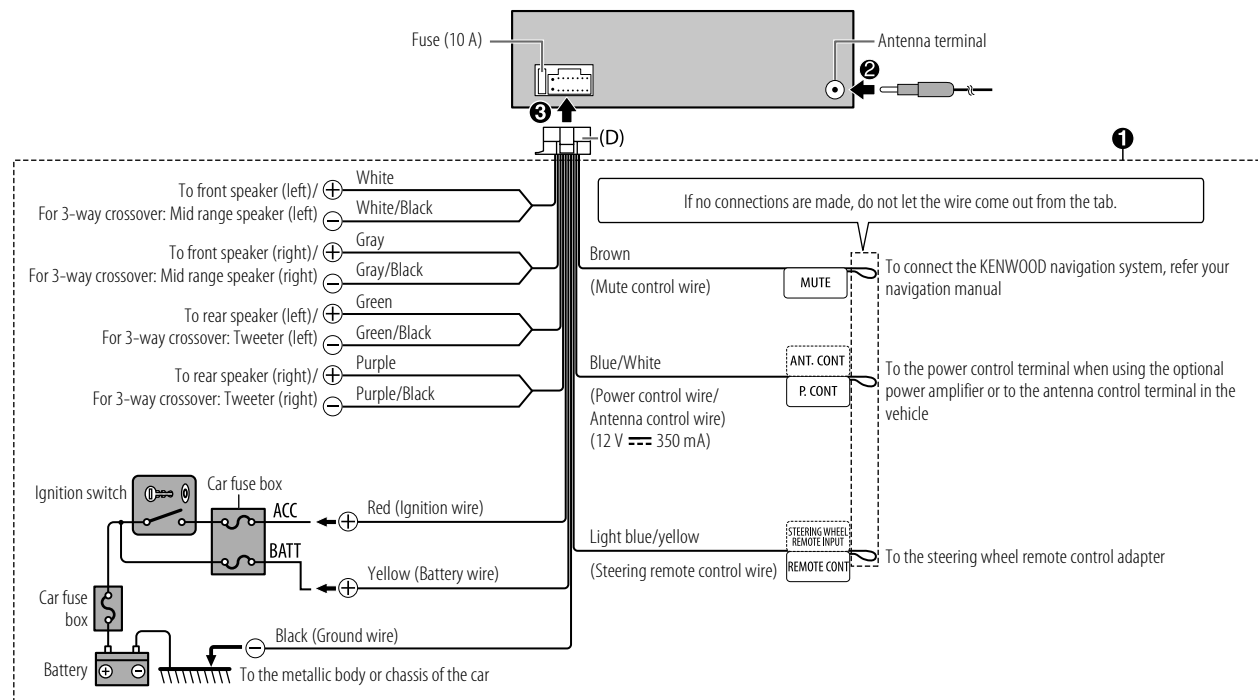 Fuse (10 A)
Antenna terminal
2
3
(D)
1
To front speaker (left)/
For 3-way crossover: Mid range speaker (left)
White
White/Black
To front speaker (right)/
For 3-way crossover: Mid range speaker (right)
Gray
Gray/Black
To rear speaker (left)/
For 3-way crossover: Tweeter (left)
Green
Green/Black
To rear speaker (right)/
For 3-way crossover: Tweeter (right)
Purple
Purple/Black
If no connections are made, do not let the wire come out from the tab.
Brown
(Mute control wire)
MUTE
To connect the KENWOOD navigation system, refer your
navigation manual
Blue/White
(Power control wire/
Antenna control wire)
(12 V ⎓ 350 mA)
ANT. CONT
P. CONT
To the power control terminal when using the optional
power amplifier or to the antenna control terminal in the
vehicle
Light blue/yellow
(Steering remote control wire)
STEERING WHEEL
REMOTE INPUT
REMOTE CONT
To the steering wheel remote control adapter
Ignition switch
Car fuse box
ACC
Red (Ignition wire)
BATT
Yellow (Battery wire)
Car fuse
box
Black (Ground wire)
Battery
To the metallic body or chassis of the car